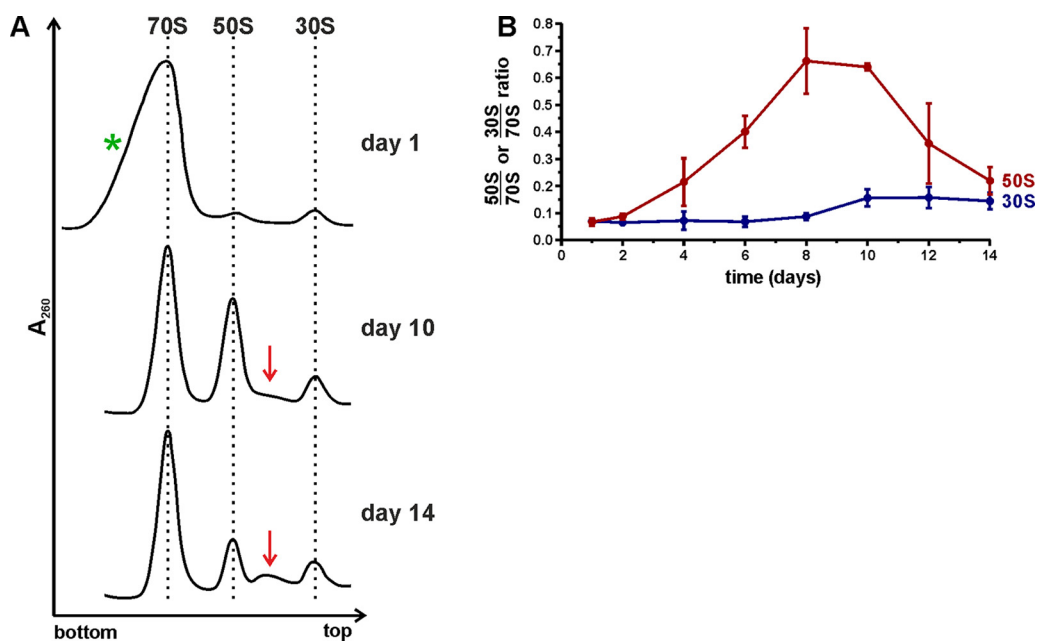 A
70S 50S 30S
*
day 1
day 10
day 14
A260
bottom
top
B
50S/70S or 30S/70S ratio
0.8
0.7
0.6
0.5
0.4
0.3
0.2
0.1
0.0
50S
30S
0 2 4 6 8 10 12 14
time (days)